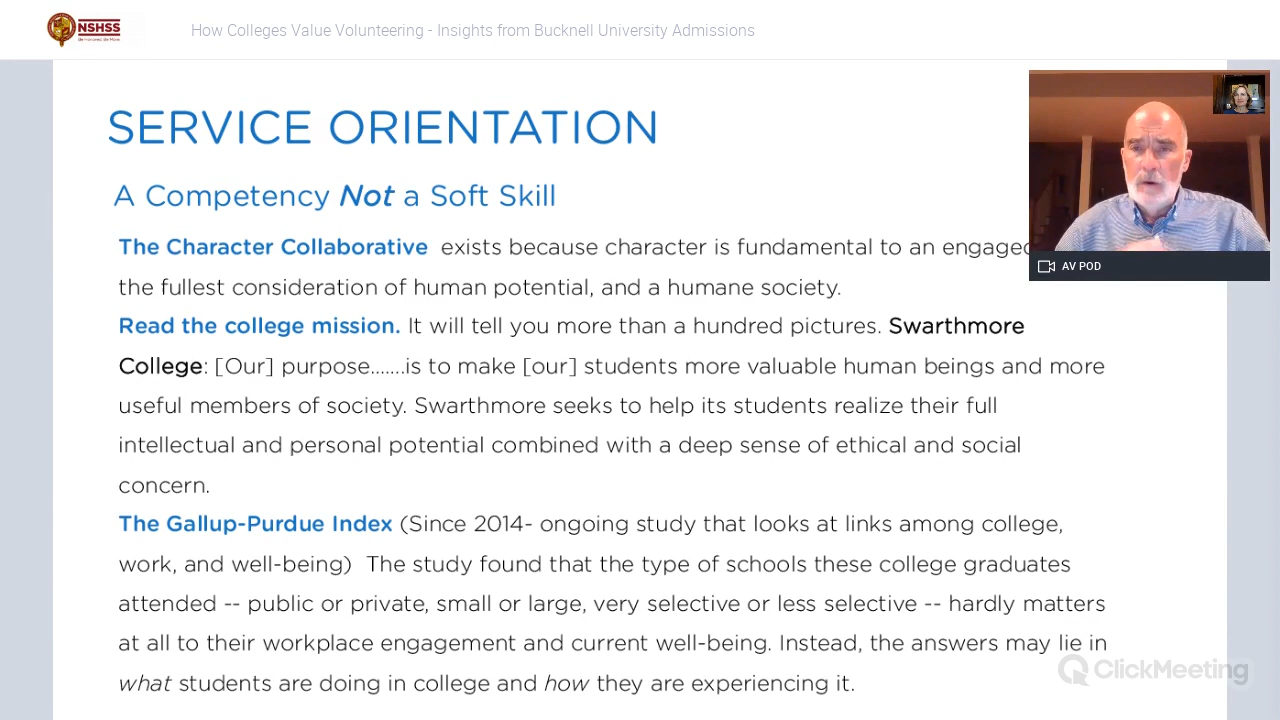 NSHSS
How Colleges Value Volunteering - Insights from Bucknell University Admissions
SERVICE ORIENTATION
A Competency Not a Soft Skill
The Character Collaborative exists because character is fundamental to an engaged
the fullest consideration of human potential, and a humane society.
Read the college mission. It will tell you more than a hundred pictures. Swarthmore
College: [Our] purpose.......is to make [our] students more valuable human beings and more
useful members of society. Swarthmore seeks to help its students realize their full
intellectual and personal potential combined with a deep sense of ethical and social
concern.
The Gallup-Purdue Index (Since 2014- ongoing study that looks at links among college,
work, and well-being)  The study found that the type of schools these college graduates
attended -- public or private, small or large, very selective or less selective -- hardly matters
at all to their workplace engagement and current well-being. Instead, the answers may lie in
what students are doing in college and how they are experiencing it.
AV POD
ClickMeeting